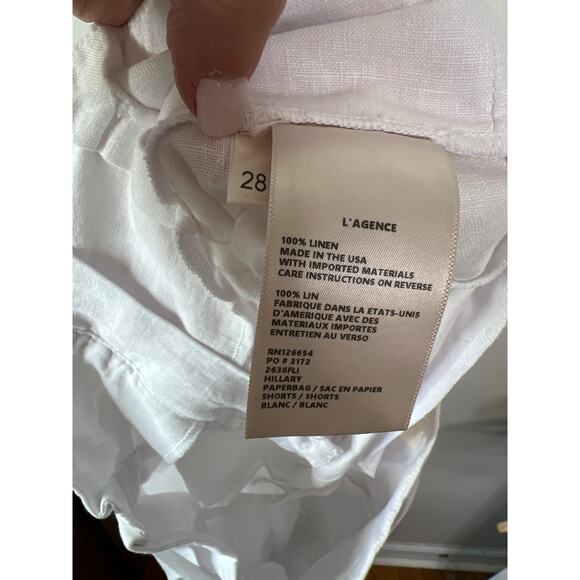 28
L'AGENCE
100% LINEN
MADE IN THE USA
WITH IMPORTED MATERIALS
CARE INSTRUCTIONS ON REVERSE
100% LIN
FABRIQUE DANS LA ETATS-UNIS
D'AMERIQUE AVEC DES
MATERIAUX IMPORTES
ENTRETIEN AU VERSO
RN126654
PO # 3172
2636FLI
HILLARY
PAPERBAG / SAC EN PAPIER
SHORTS / SHORTS
BLANC / BLANC